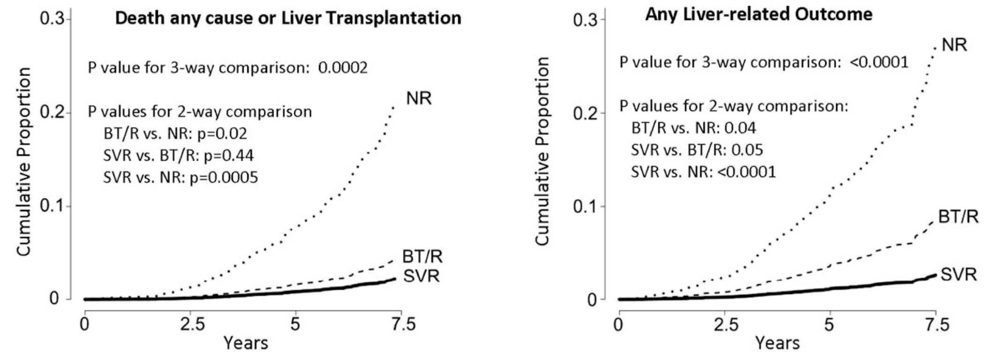 Death any cause or Liver Transplantation
0.3
0.2
0.1
0
Cumulative Proportion
P value for 3-way comparison: 0.0002
P values for 2-way comparison
BT/R vs. NR: p=0.02
SVR vs. BT/R: p=0.44
SVR vs. NR: p=0.0005
NR
BT/R
SVR
0 2.5 5 7.5
Years
Any Liver-related Outcome
0.3
0.2
0.1
0
Cumulative Proportion
P value for 3-way comparison: <0.0001
P values for 2-way comparison:
BT/R vs. NR: 0.04
SVR vs. BT/R: 0.05
SVR vs. NR: <0.0001
NR
BT/R
SVR
0 2.5 5 7.5
Years